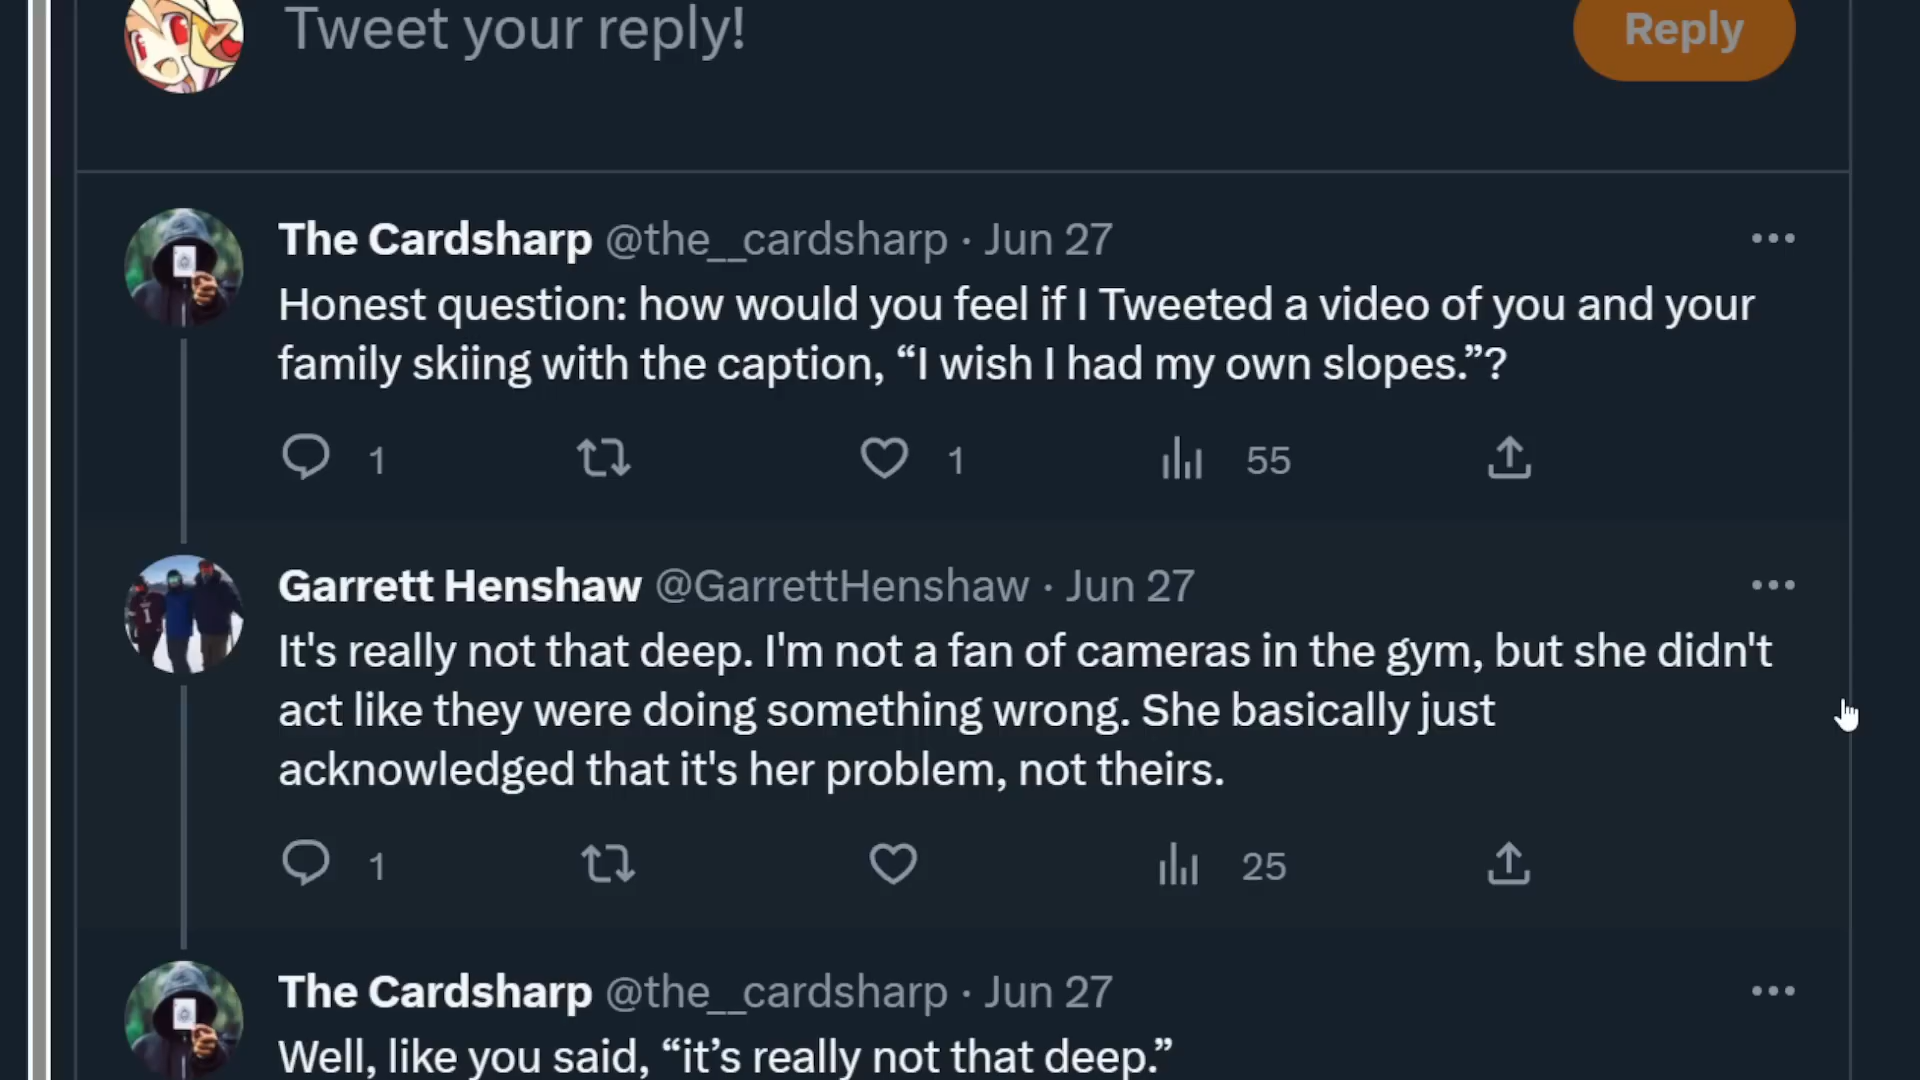 Tweet your reply!
Reply
The Cardsharp @the__cardsharp · Jun 27
Honest question: how would you feel if I Tweeted a video of you and your
family skiing with the caption, “I wish I had my own slopes.”?
1 1 55
Garrett Henshaw @GarrettHenshaw · Jun 27
It's really not that deep. I'm not a fan of cameras in the gym, but she didn't
act like they were doing something wrong. She basically just
acknowledged that it's her problem, not theirs.
1 25
The Cardsharp @the__cardsharp · Jun 27
Well, like you said, “it’s really not that deep.”